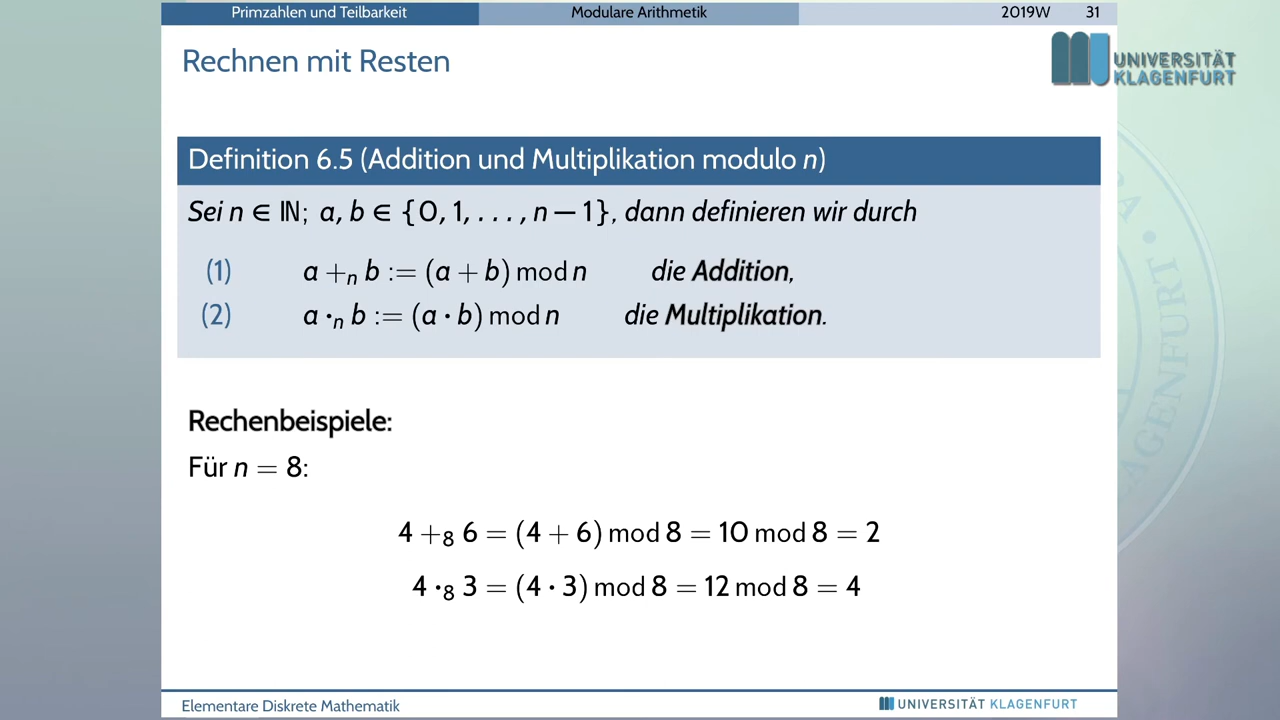 Primzahlen und Teilbarkeit Modulare Arithmetik 2019W 31
Rechnen mit Resten
UNIVERSITÄT
KLAGENFURT
Definition 6.5 (Addition und Multiplikation modulo n)
Sei n ∈ ℕ; a, b ∈ {0, 1, . . . , n − 1}, dann definieren wir durch
(1) a +ₙ b := (a + b) mod n die Addition,
(2) a ·ₙ b := (a · b) mod n die Multiplikation.
Rechenbeispiele:
Für n = 8:
4 +₈ 6 = (4 + 6) mod 8 = 10 mod 8 = 2
4 ·₈ 3 = (4 · 3) mod 8 = 12 mod 8 = 4
Elementare Diskrete Mathematik UNIVERSITÄT KLAGENFURT